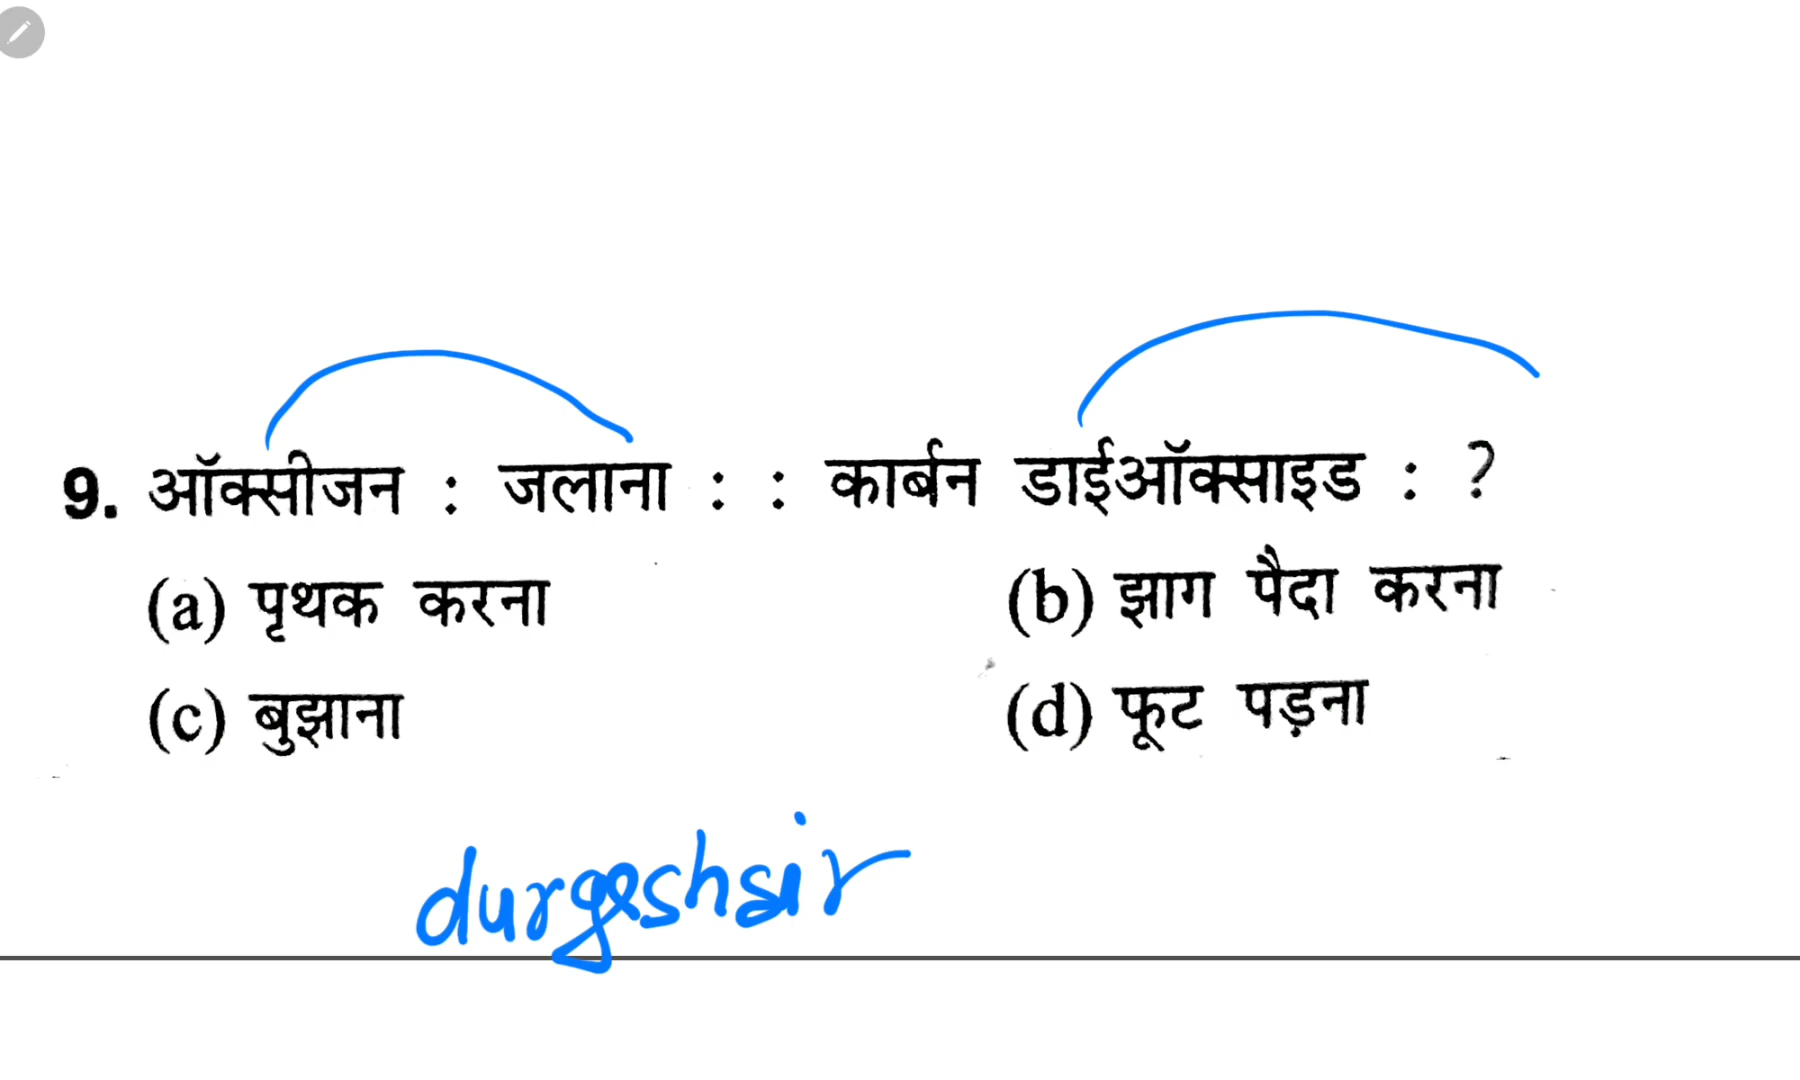 9. ऑक्सीजन : जलाना : : कार्बन डाईऑक्साइड : ?
(a) पृथक करना (b) झाग पैदा करना
(c) बुझाना (d) फूट पड़ना
durgeshsir